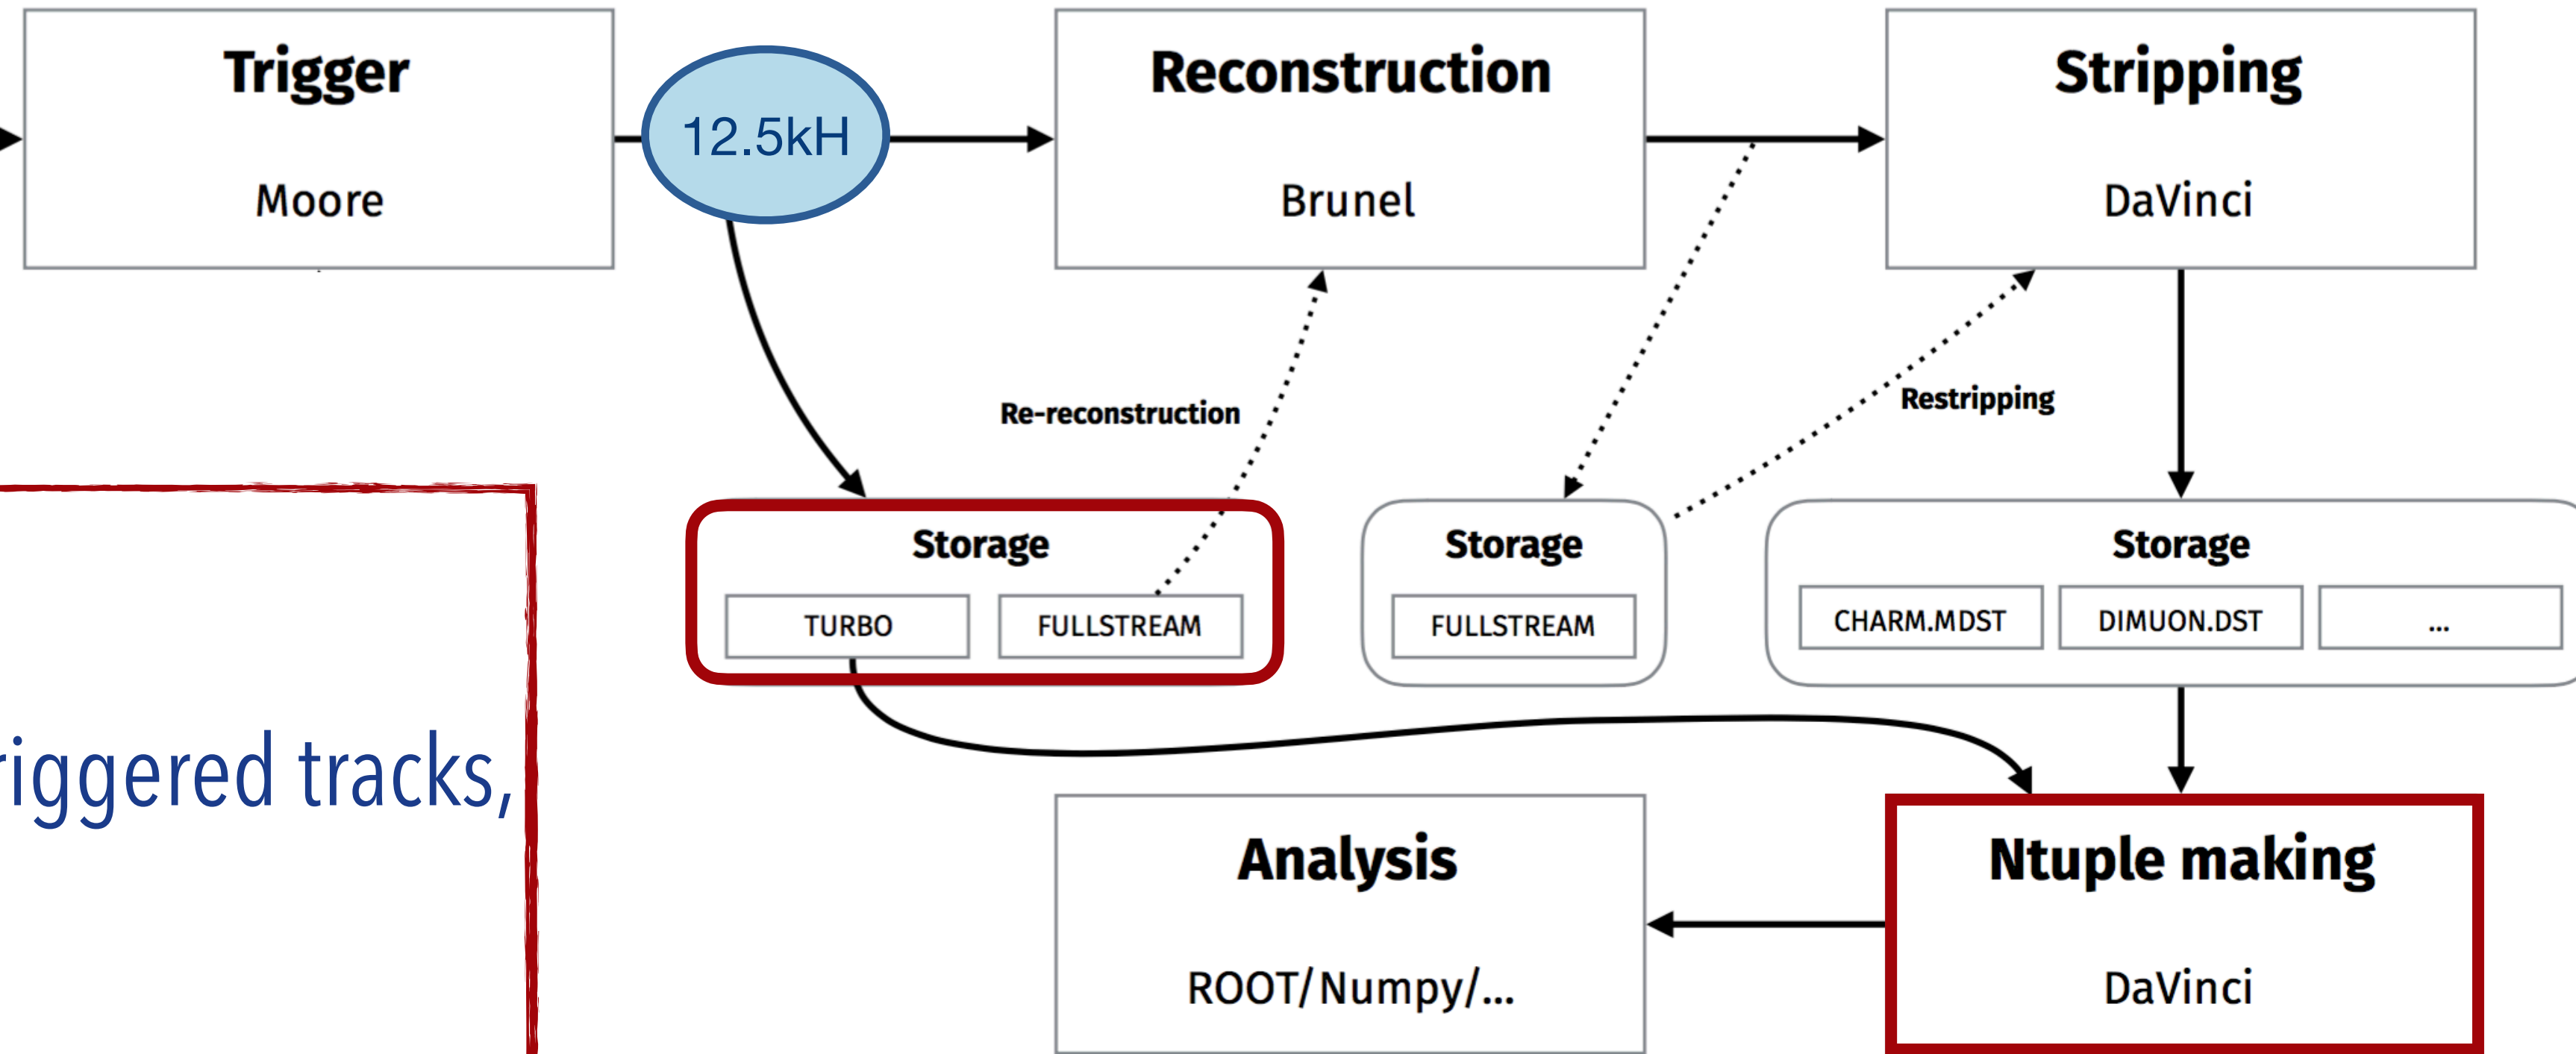 Trigger
Moore
12.5kH
Reconstruction
Brunel
Stripping
DaVinci
Re-reconstruction
Restripping
Storage
TURBO
FULLSTREAM
Storage
FULLSTREAM
Storage
CHARM.MDST
DIMUON.DST
...
riggered tracks,
Analysis
ROOT/Numpy/...
Ntuple making
DaVinci